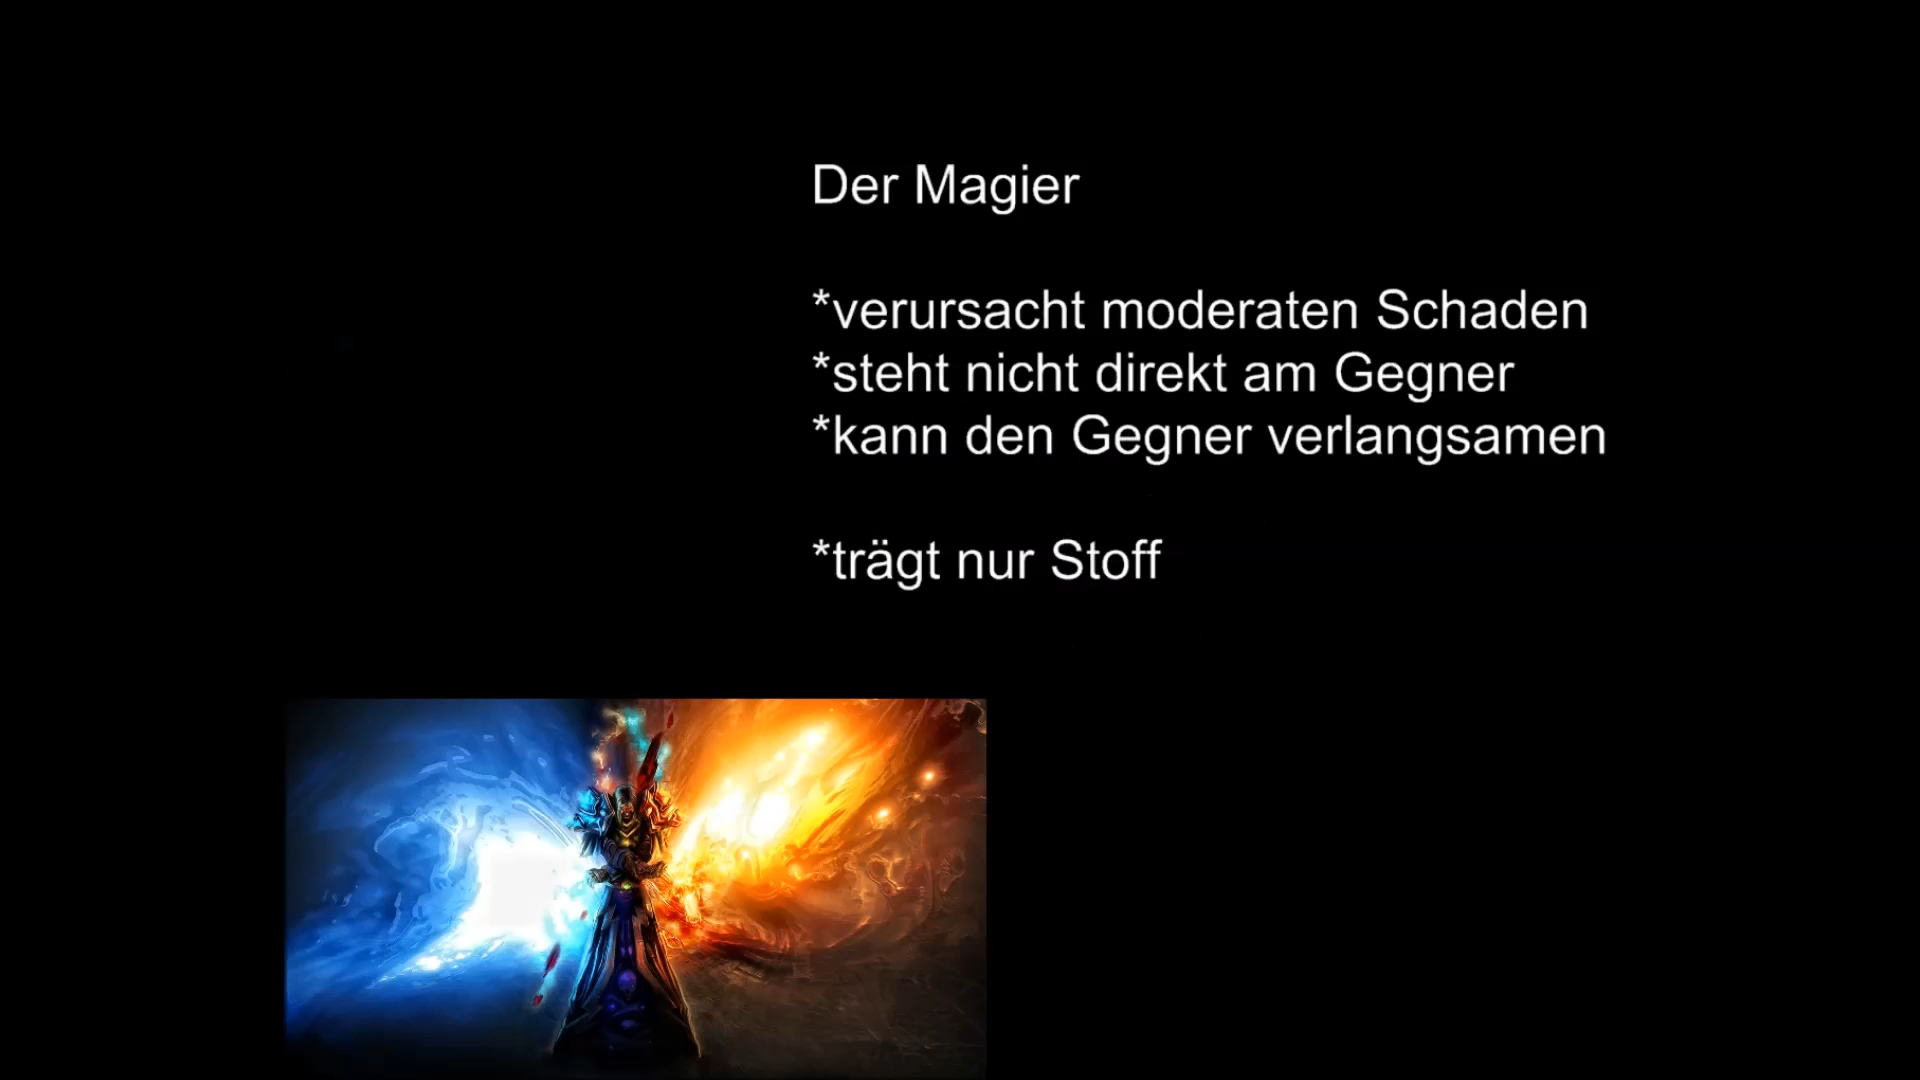 Der Magier
*verursacht moderaten Schaden
*steht nicht direkt am Gegner
*kann den Gegner verlangsamen
*trägt nur Stoff